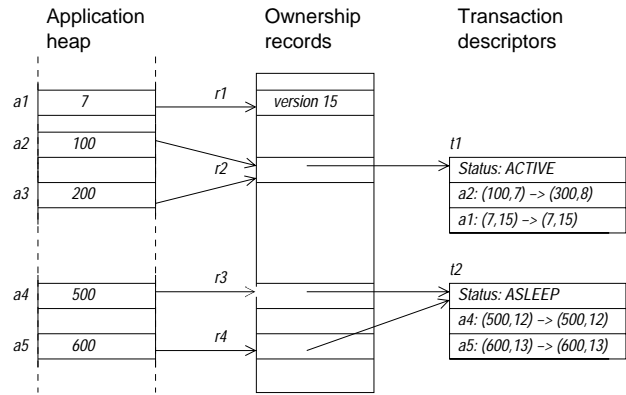 Application heap
Ownership records
Transaction descriptors
a1
7
r1
version 15
a2
100
r2
a3
200
t1
Status: ACTIVE
a2: (100,7) –> (300,8)
a1: (7,15) –> (7,15)
t2
a4
500
r3
Status: ASLEEP
a4: (500,12) –> (500,12)
a5
600
r4
a5: (600,13) –> (600,13)